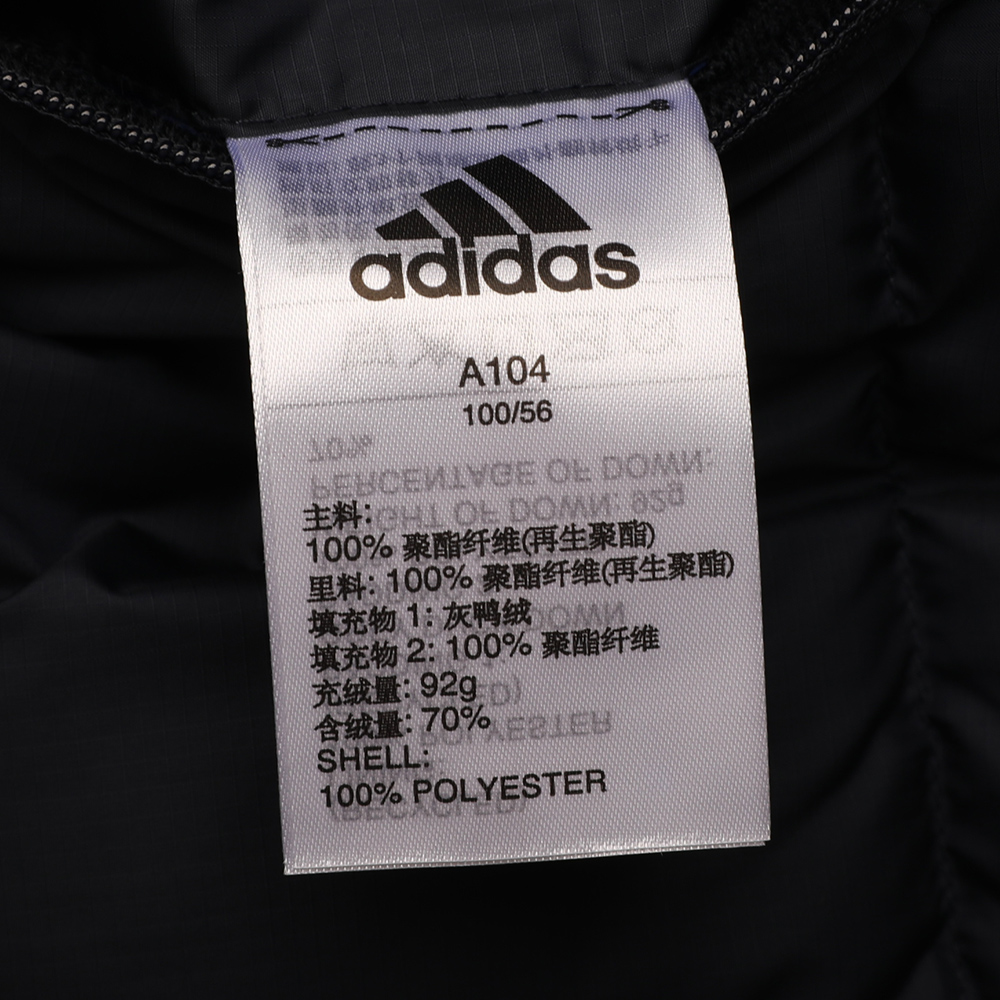 adidas
A104
100/56
主料:
100% 聚酯纤维(再生聚酯)
里料: 100% 聚酯纤维(再生聚酯)
填充物 1: 灰鸭绒
填充物 2: 100% 聚酯纤维
充绒量: 92g
含绒量: 70%
SHELL:
100% POLYESTER